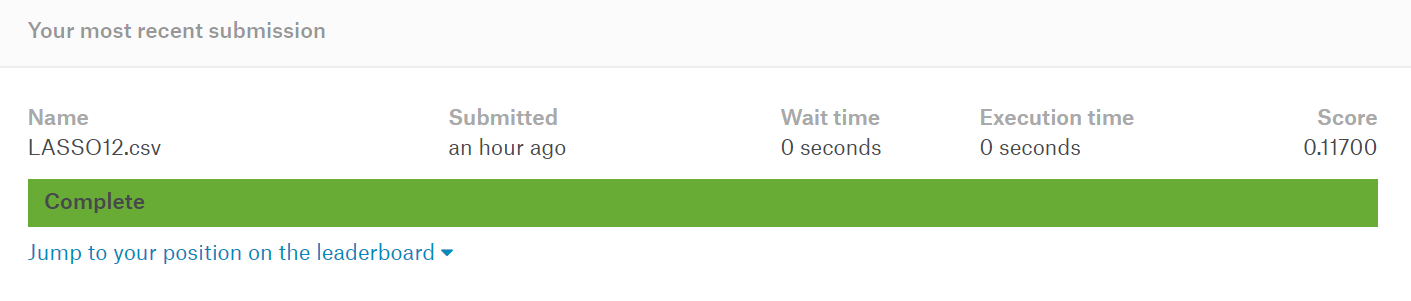 Your most recent submission
Name Submitted Wait time Execution time Score
LASSO12.csv an hour ago 0 seconds 0 seconds 0.11700
Complete
Jump to your position on the leaderboard